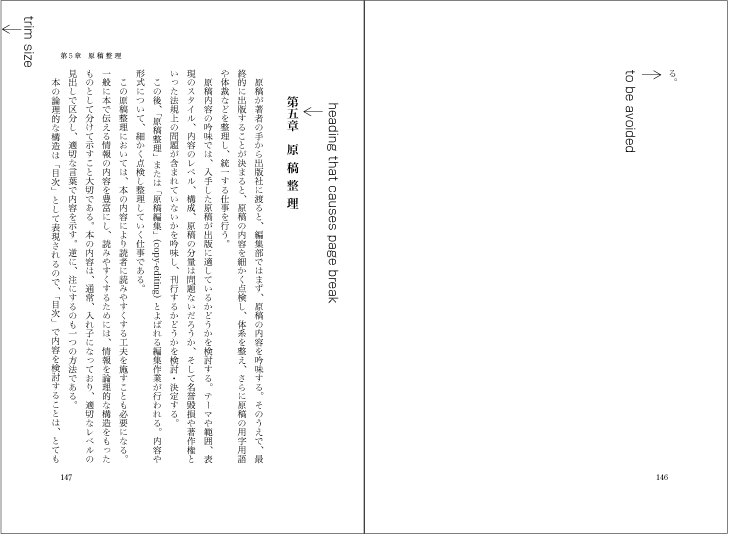 る。
to be avoided
146
heading that causes page break
第五章　原稿整理
原稿が著者の手から出版社に渡ると、編集部ではまず、原稿の内容を吟味する。そのうえで、最
終的に出版することが決まると、原稿の内容を細かく点検し、体系を整え、さらに原稿の用字用語
や体裁などを整理し、統一する仕事を行う。
原稿内容の吟味では、入手した原稿が出版に適しているかどうかを検討する。テーマや範囲、表
現のスタイル、内容のレベル、構成、原稿の分量は問題ないだろうか、そして名誉毀損や著作権と
いった法規上の問題が含まれていないかを吟味し、刊行するかどうかを検討・決定する。
この後、「原稿整理」または「原稿編集」(copy-editing)とよばれる編集作業が行われる。内容や
形式について、細かく点検し整理していく仕事である。
この原稿整理においては、本の内容により読者に読みやすくする工夫を施すことも必要になる。
一般に本で伝える情報の内容を豊富にし、読みやすくするためには、情報を論理的な構造をもった
ものとして分けて示すこと大切である。本の内容は、通常、入れ子になっており、適切なレベルの
見出しで区分し、適切な言葉で内容を示す。逆に、注にするのも一つの方法である。
本の論理的な構造は「目次」として表現されるので、「目次」で内容を検討することは、とても
第5章　原稿整理
147
trim size